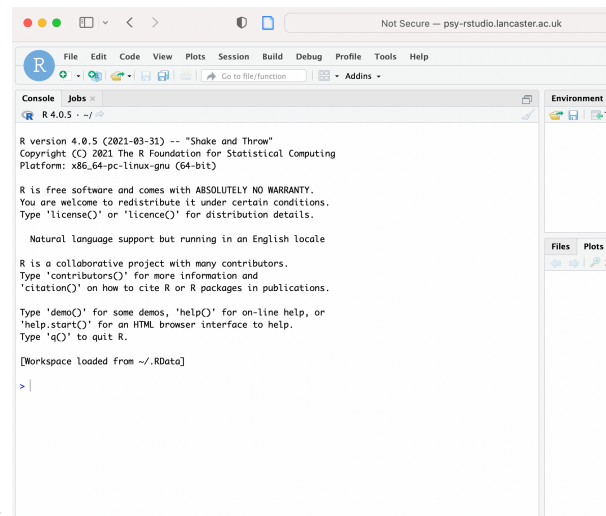 Not Secure — psy-rstudio.lancaster.ac.uk
R
File Edit Code View Plots Session Build Debug Profile Tools Help
Go to file/function
Addins
Console Jobs
Environment
R 4.0.5 · ~/
R version 4.0.5 (2021-03-31) -- "Shake and Throw"
Copyright (C) 2021 The R Foundation for Statistical Computing
Platform: x86_64-pc-linux-gnu (64-bit)
R is free software and comes with ABSOLUTELY NO WARRANTY.
You are welcome to redistribute it under certain conditions.
Type 'license()' or 'licence()' for distribution details.
Natural language support but running in an English locale
R is a collaborative project with many contributors.
Type 'contributors()' for more information and
'citation()' on how to cite R or R packages in publications.
Type 'demo()' for some demos, 'help()' for on-line help, or
'help.start()' for an HTML browser interface to help.
Type 'q()' to quit R.
[Workspace loaded from ~/.RData]
>
Files Plots